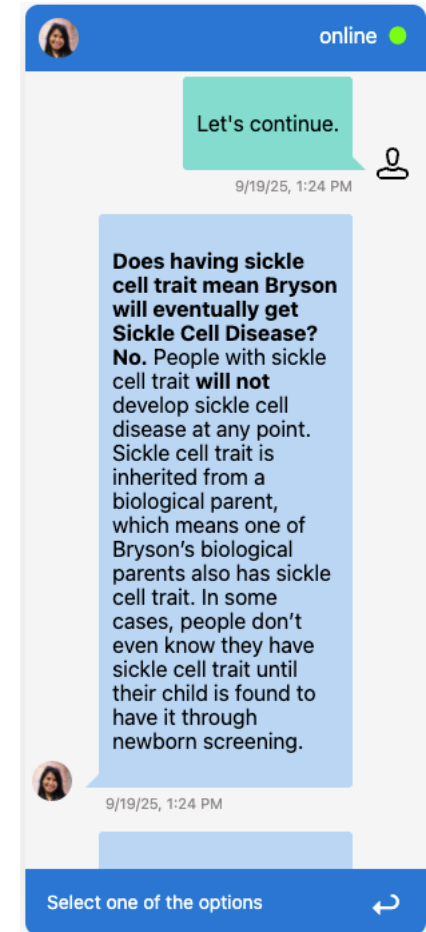 online
Let's continue.
9/19/25, 1:24 PM
Does having sickle
cell trait mean Bryson
will eventually get
Sickle Cell Disease?
No. People with sickle
cell trait will not
develop sickle cell
disease at any point.
Sickle cell trait is
inherited from a
biological parent,
which means one of
Bryson’s biological
parents also has sickle
cell trait. In some
cases, people don’t
even know they have
sickle cell trait until
their child is found to
have it through
newborn screening.
9/19/25, 1:24 PM
Select one of the options